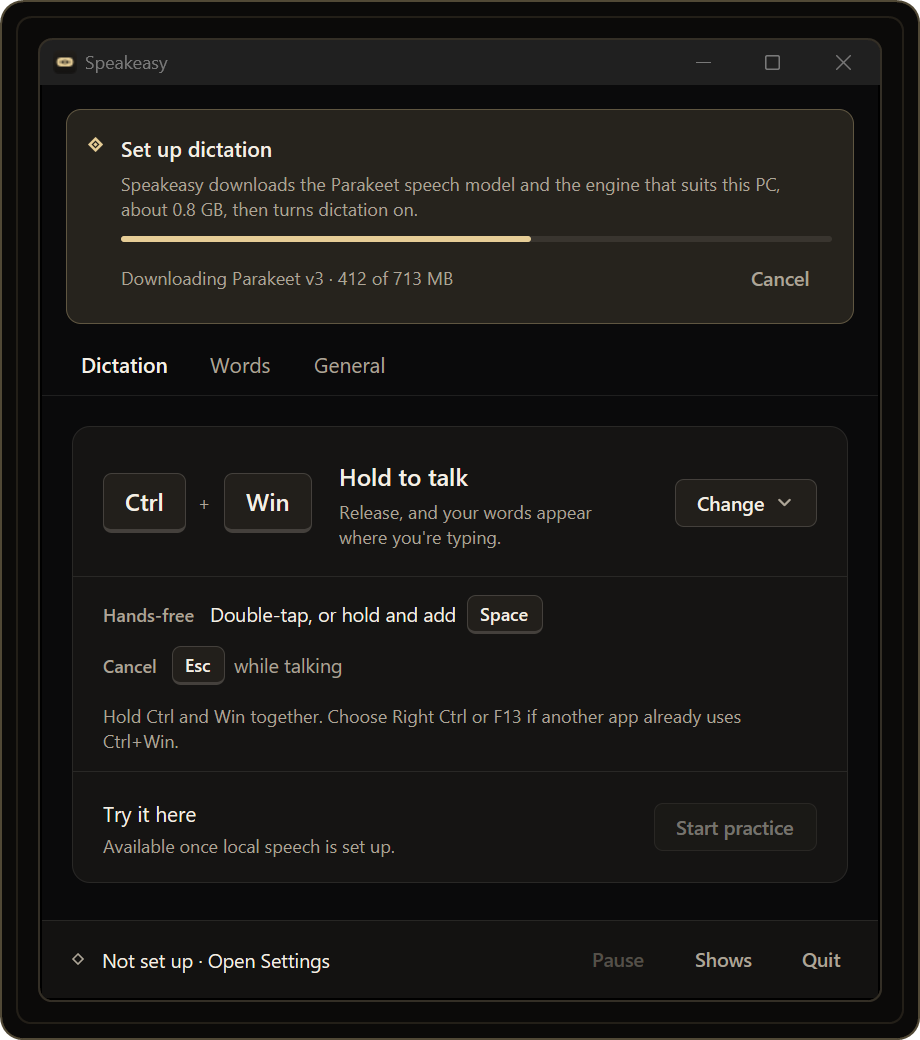 Speakeasy
Set up dictation
Speakeasy downloads the Parakeet speech model and the engine that suits this PC,
about 0.8 GB, then turns dictation on.
Downloading Parakeet v3 · 412 of 713 MB
Cancel
Dictation
Words
General
Ctrl + Win
Hold to talk
Release, and your words appear
where you're typing.
Change
Hands-free Double-tap, or hold and add Space
Cancel Esc while talking
Hold Ctrl and Win together. Choose Right Ctrl or F13 if another app already uses
Ctrl+Win.
Try it here
Available once local speech is set up.
Start practice
Not set up · Open Settings
Pause
Shows
Quit